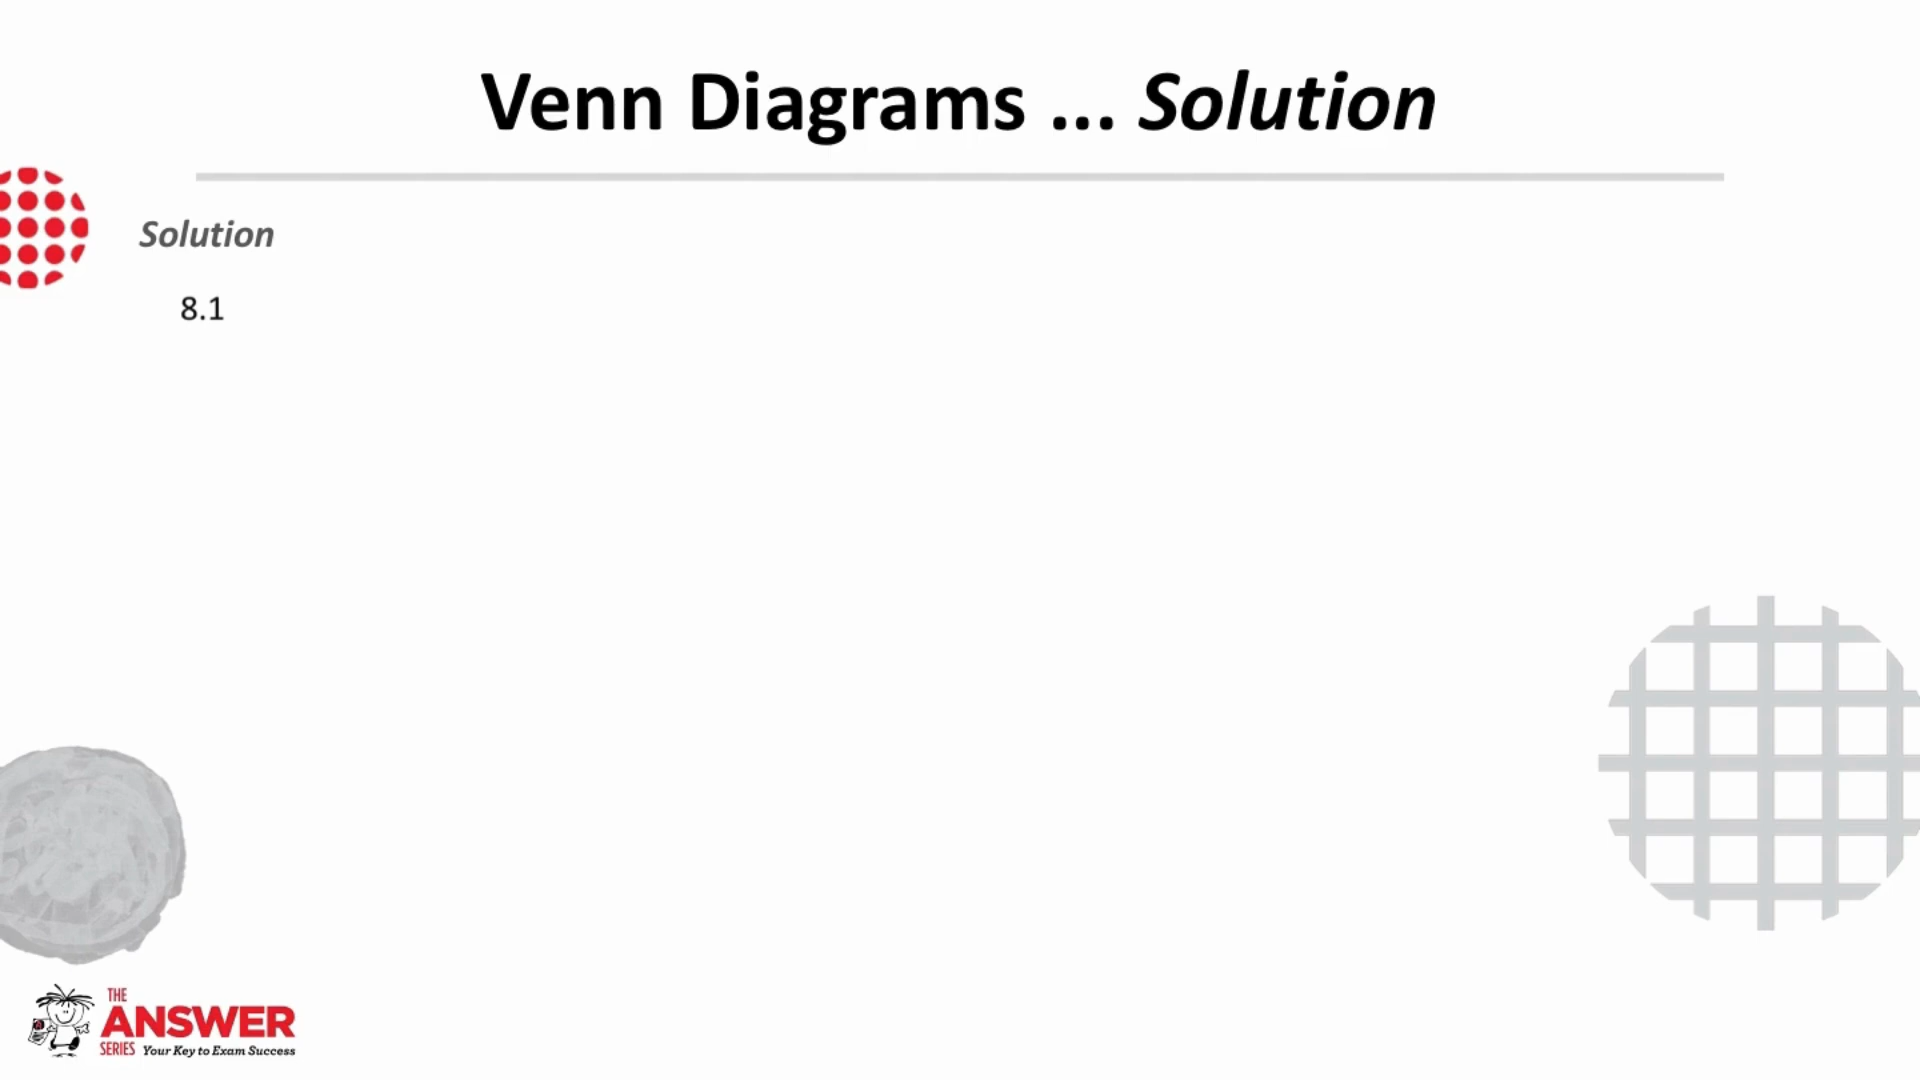 Venn Diagrams ... Solution
Solution
8.1
THE
ANSWER
SERIES Your Key to Exam Success